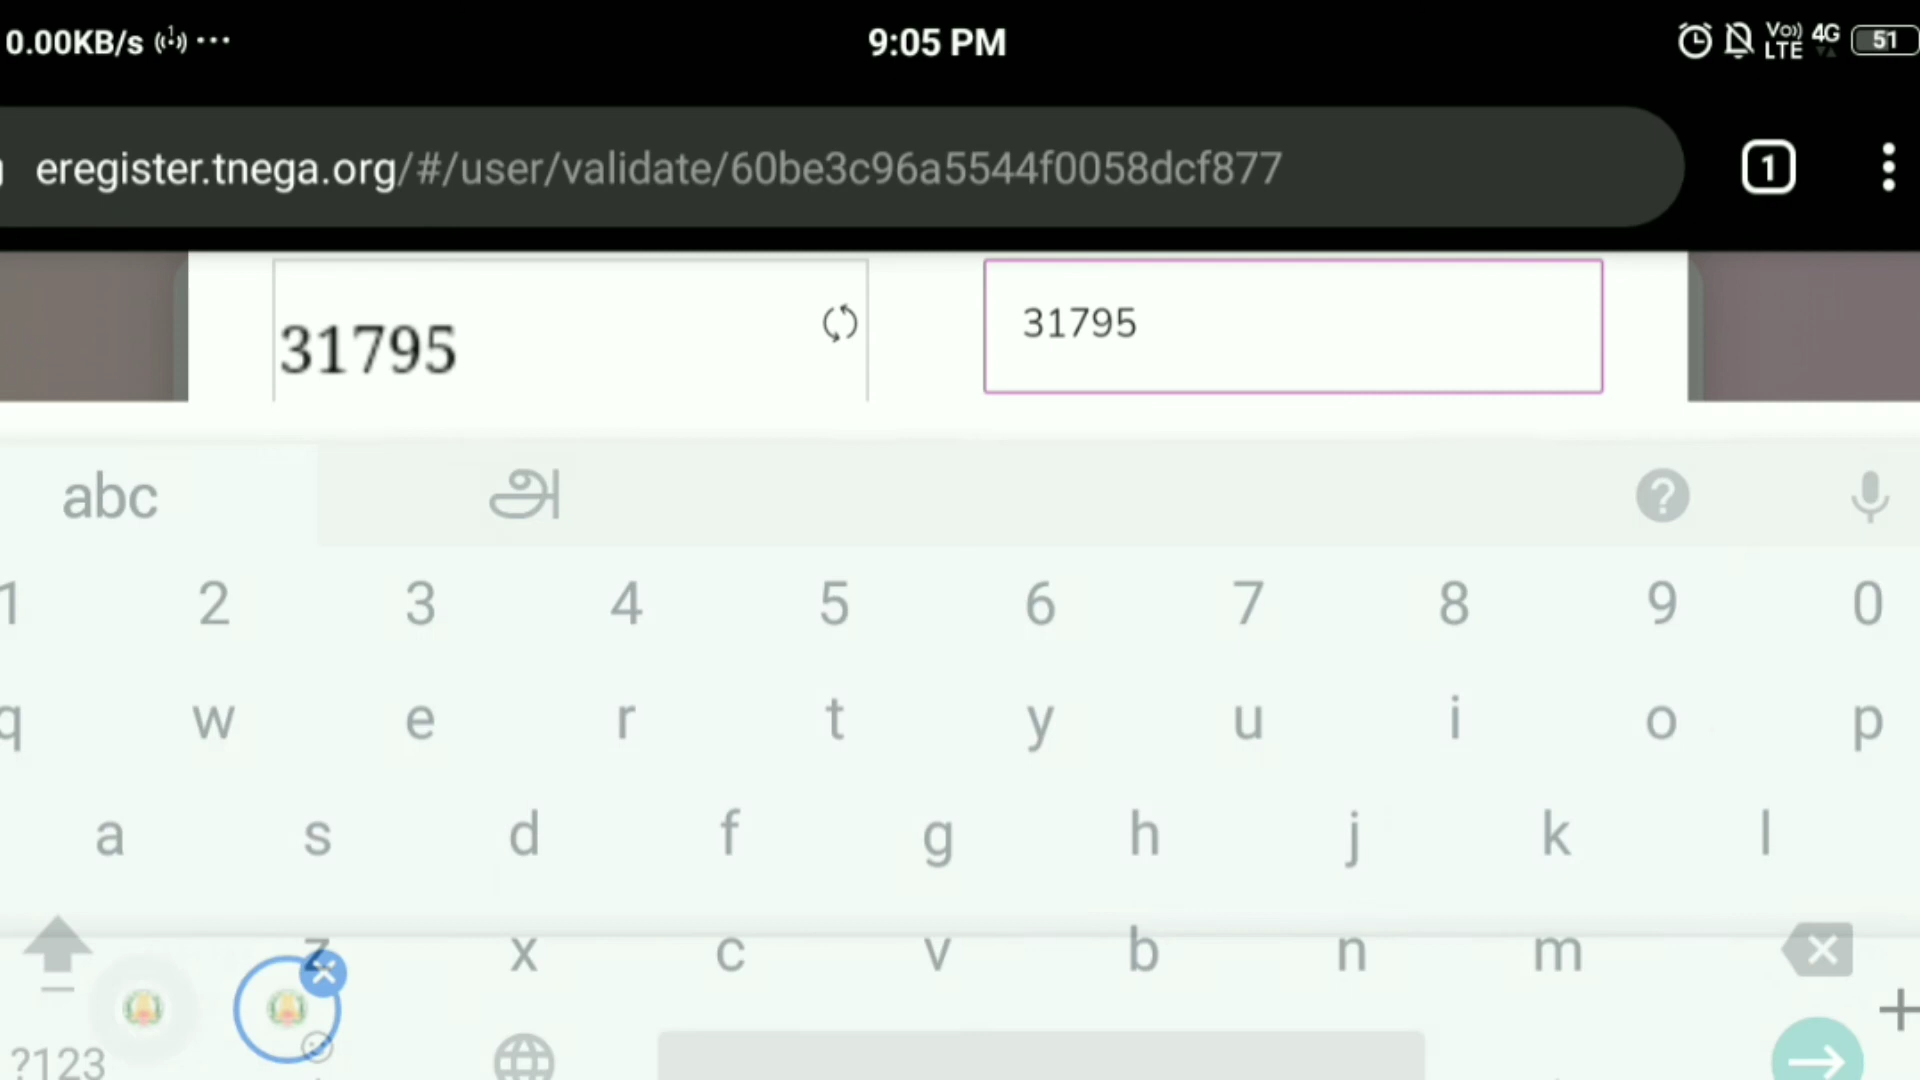 0.00KB/s 9:05 PM Vo)) LTE 4G 51
eregister.tnega.org/#/user/validate/60be3c96a5544f0058dcf877 1
31795 31795
abc அ ?
1 2 3 4 5 6 7 8 9 0
q w e r t y u i o p
a s d f g h j k l
z x c v b n m
?123